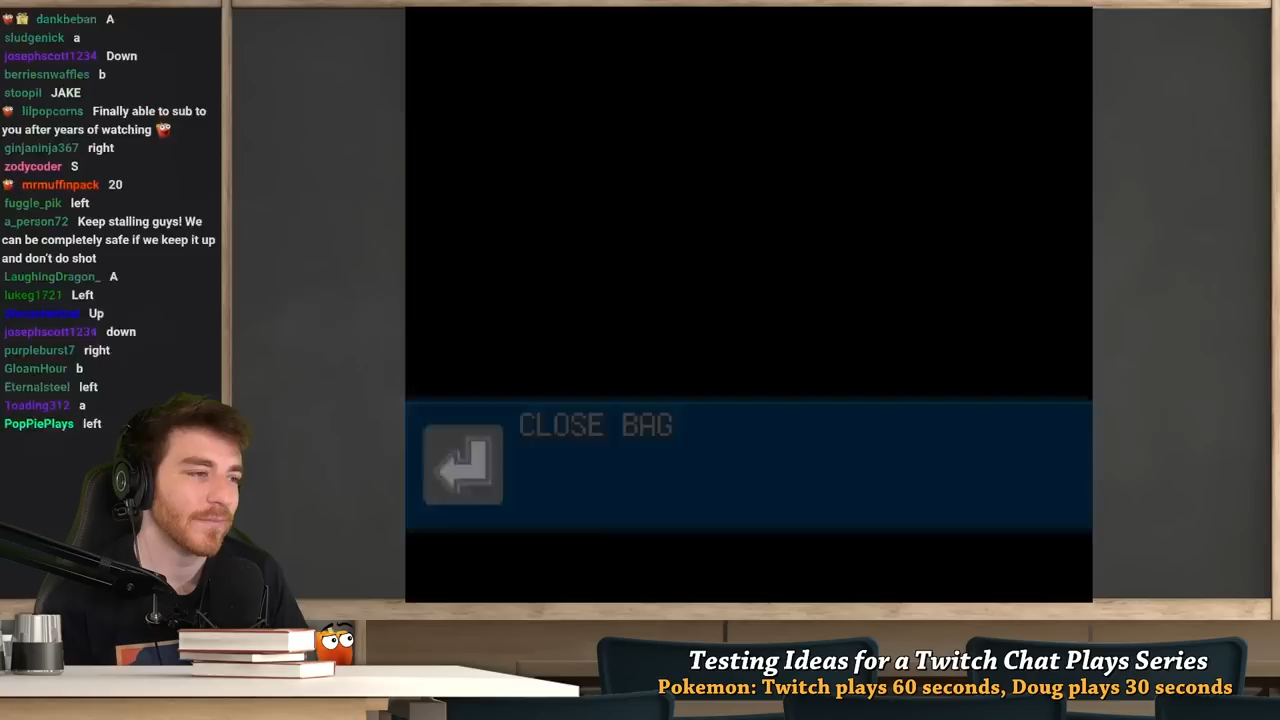 dankbeban A
sludgenick a
josephscott1234 Down
berriesnwaffles b
stoopil JAKE
lilpopcorns Finally able to sub to
you after years of watching
ginjaninja367 right
zodycoder S
mrmuffinpack 20
fuggle_pik left
a_person72 Keep stalling guys! We
can be completely safe if we keep it up
and don't do shot
LaughingDragon_ A
lukeg1721 Left
Up
josephscott1234 down
purpleburst7 right
GloamHour b
Eternalsteel left
1oading312 a
PopPiePlays left
CLOSE BAG
Testing Ideas for a Twitch Chat Plays Series
Pokemon: Twitch plays 60 seconds, Doug plays 30 seconds